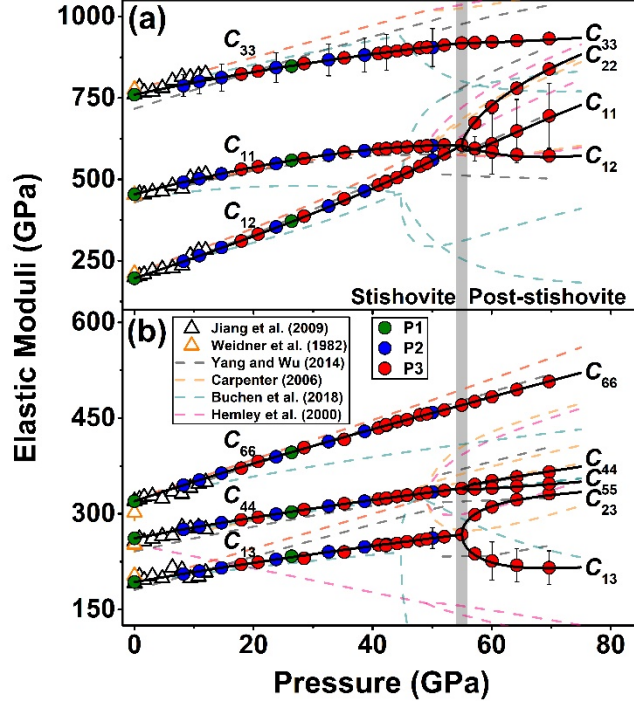 (a)
1000
750
500
250
C33
C11
C12
C33
C22
C11
C12
Stishovite
Post-stishovite
Elastic Moduli (GPa)
(b)
600
450
300
150
Jiang et al. (2009)
Weidner et al. (1982)
Yang and Wu (2014)
Carpenter (2006)
Buchen et al. (2018)
Hemley et al. (2000)
P1
P2
P3
C66
C44
C13
C66
C44
C55
C23
C13
0 20 40 60 80
Pressure (GPa)